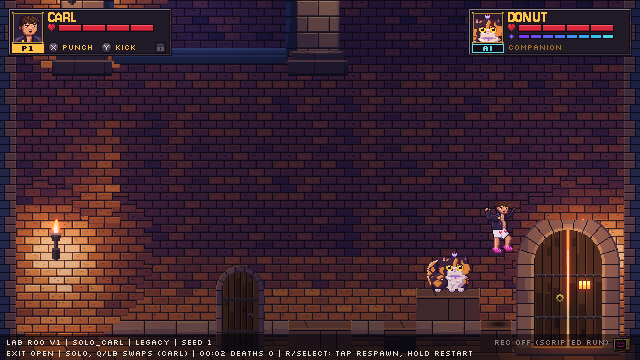 CARL
P1
X PUNCH Y KICK
DONUT
AI
COMPANION
LAB ROO V1 | SOLO_CARL | LEGACY | SEED 1
REC OFF (SCRIPTED RUN)
EXIT OPEN | SOLO, Q/LB SWAPS (CARL) | 00:02 DEATHS 0 | R/SELECT: TAP RESPAWN, HOLD RESTART